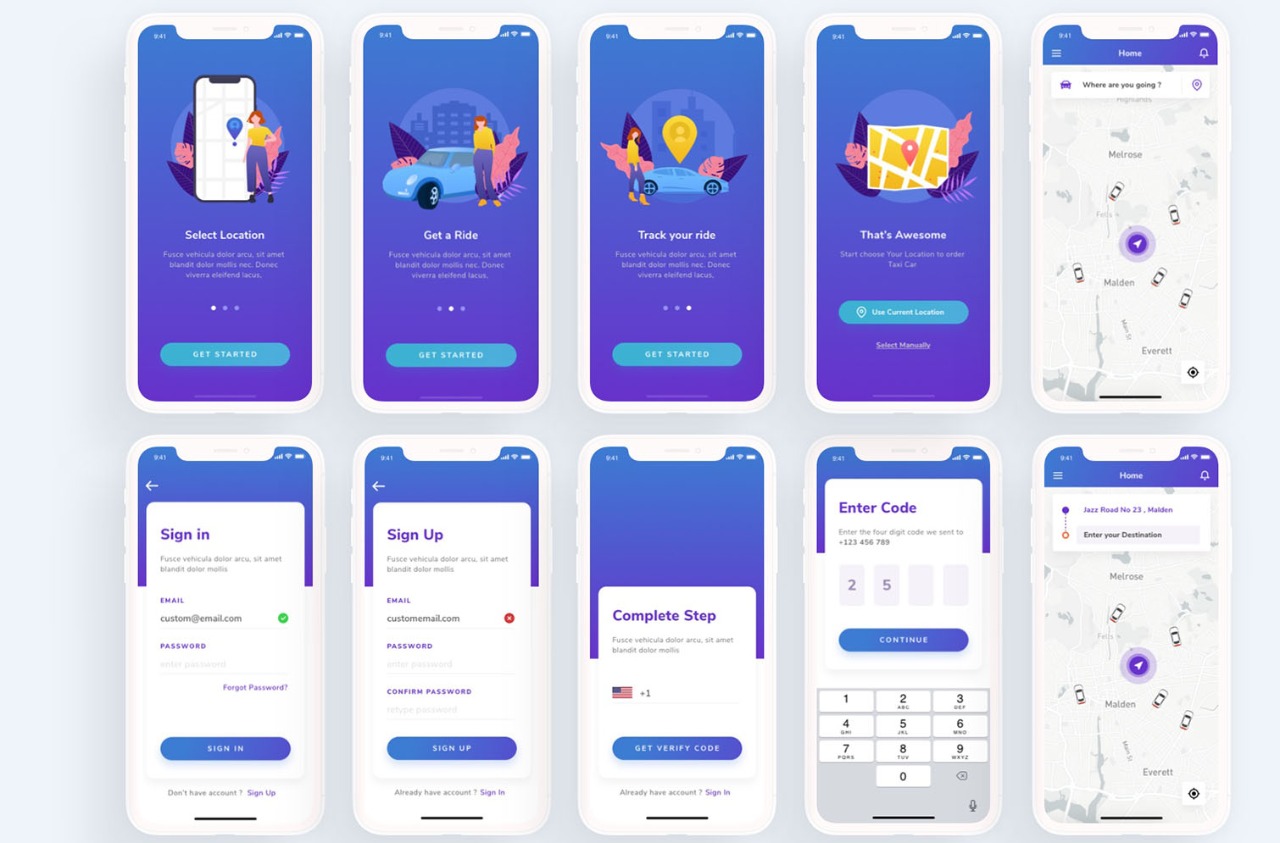 9:41
Select Location
Fusce vehicula dolor arcu, sit amet
blandit dolor mollis nec. Donec
viverra eleifend lacus.
GET STARTED
9:41
Get a Ride
Fusce vehicula dolor arcu, sit amet
blandit dolor mollis nec. Donec
viverra eleifend lacus.
GET STARTED
9:41
Track your ride
Fusce vehicula dolor arcu, sit amet
blandit dolor mollis nec. Donec
viverra eleifend lacus.
GET STARTED
9:41
That's Awesome
Start choose Your Location to order
Taxi Car
Use Current Location
Select Manually
9:41
Home
Where are you going ?
Highlands
Melrose
Malden
Main St
Everett
9:41
Sign in
Fusce vehicula dolor arcu, sit amet
blandit dolor mollis
EMAIL
custom@email.com
PASSWORD
enter password
Forgot Password?
SIGN IN
Don't have account ? Sign Up
9:41
Sign Up
Fusce vehicula dolor arcu, sit amet
blandit dolor mollis
EMAIL
customemail.com
PASSWORD
enter password
CONFIRM PASSWORD
retype password
SIGN UP
Already have account ? Sign In
9:41
Complete Step
Fusce vehicula dolor arcu, sit amet
blandit dolor mollis
+1
GET VERIFY CODE
Already have account ? Sign In
9:41
Enter Code
Enter the four digit code we sent to
+123 456 789
2 5
CONTINUE
1 2 3
ABC DEF
4 5 6
GHI JKL MNO
7 8 9
PQRS TUV WXYZ
0
9:41
Home
Jazz Road No 23 , Malden
Enter your Destination
Melrose
Malden
Main St
Everett